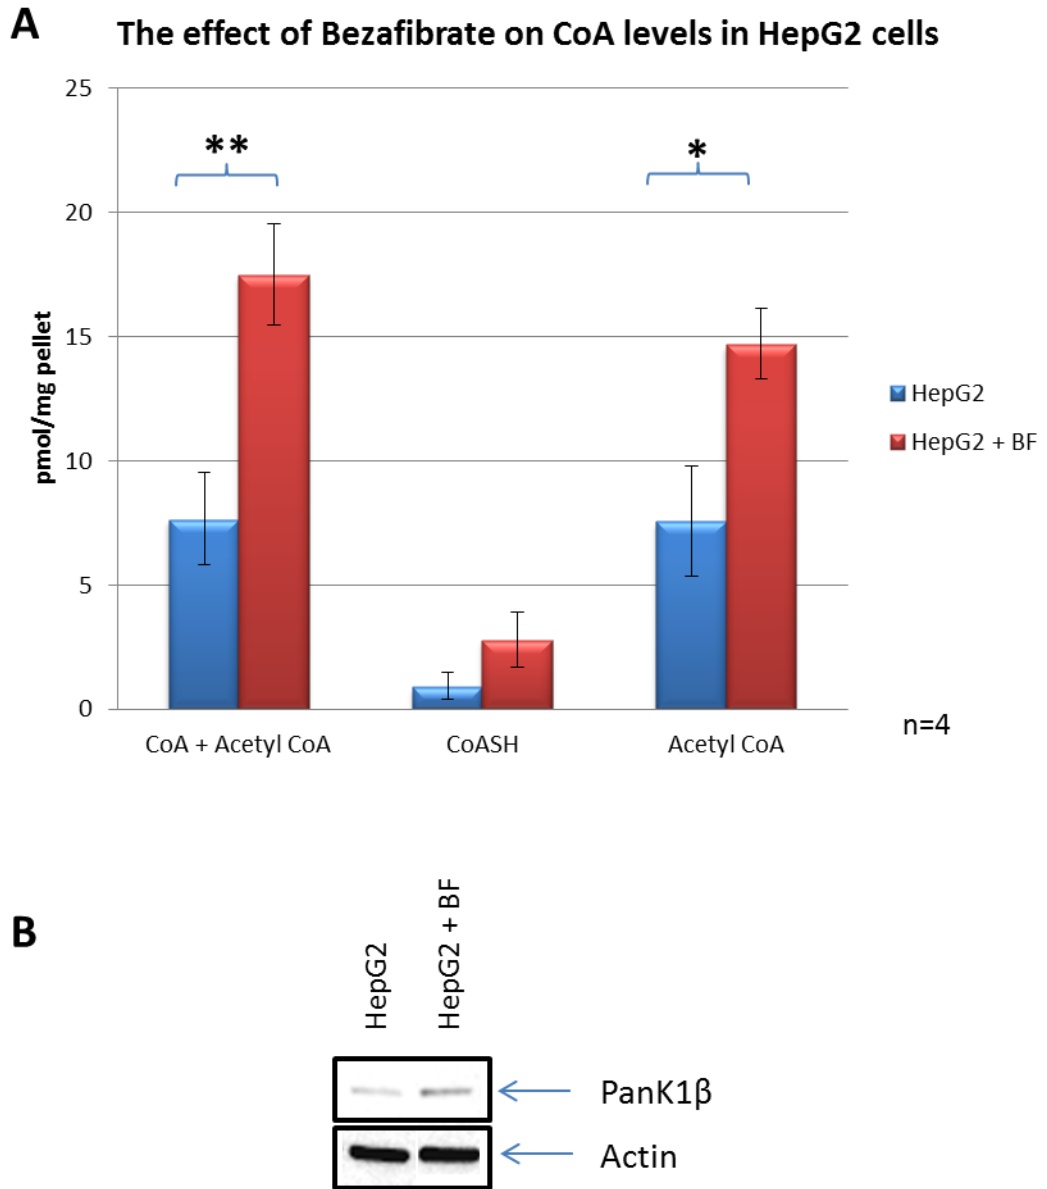 A
The effect of Bezafibrate on CoA levels in HepG2 cells
25
20
15
10
5
0
pmol/mg pellet
**
*
CoA + Acetyl CoA
CoASH
Acetyl CoA
HepG2
HepG2 + BF
n=4
B
HepG2
HepG2 + BF
PanK1β
Actin